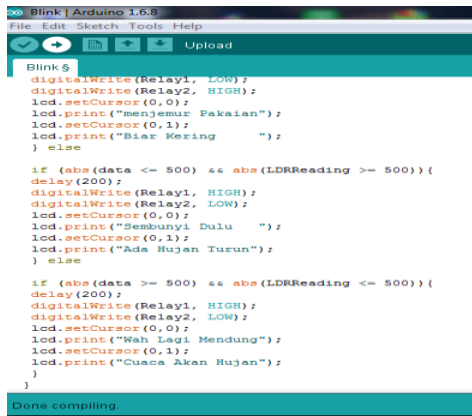 Blink | Arduino 1.6.8
File Edit Sketch Tools Help
Upload
Blink §
digitalWrite(Relay1, LOW);
digitalWrite(Relay2, HIGH);
lcd.setCursor(0,0);
lcd.print("menjemur Pakaian");
lcd.setCursor(0,1);
lcd.print("Biar Kering      ");
} else
if (abs(data <= 500) && abs(LDRReading >= 500)){
delay(200);
digitalWrite(Relay1, HIGH);
digitalWrite(Relay2, LOW);
lcd.setCursor(0,0);
lcd.print("Sembunyi Dulu   ");
lcd.setCursor(0,1);
lcd.print("Ada Hujan Turun");
} else
if (abs(data >= 500) && abs(LDRReading <= 500)){
delay(200);
digitalWrite(Relay1, HIGH);
digitalWrite(Relay2, LOW);
lcd.setCursor(0,0);
lcd.print("Wah Lagi Mendung");
lcd.setCursor(0,1);
lcd.print("Cuaca Akan Hujan");
}
}
Done compiling.